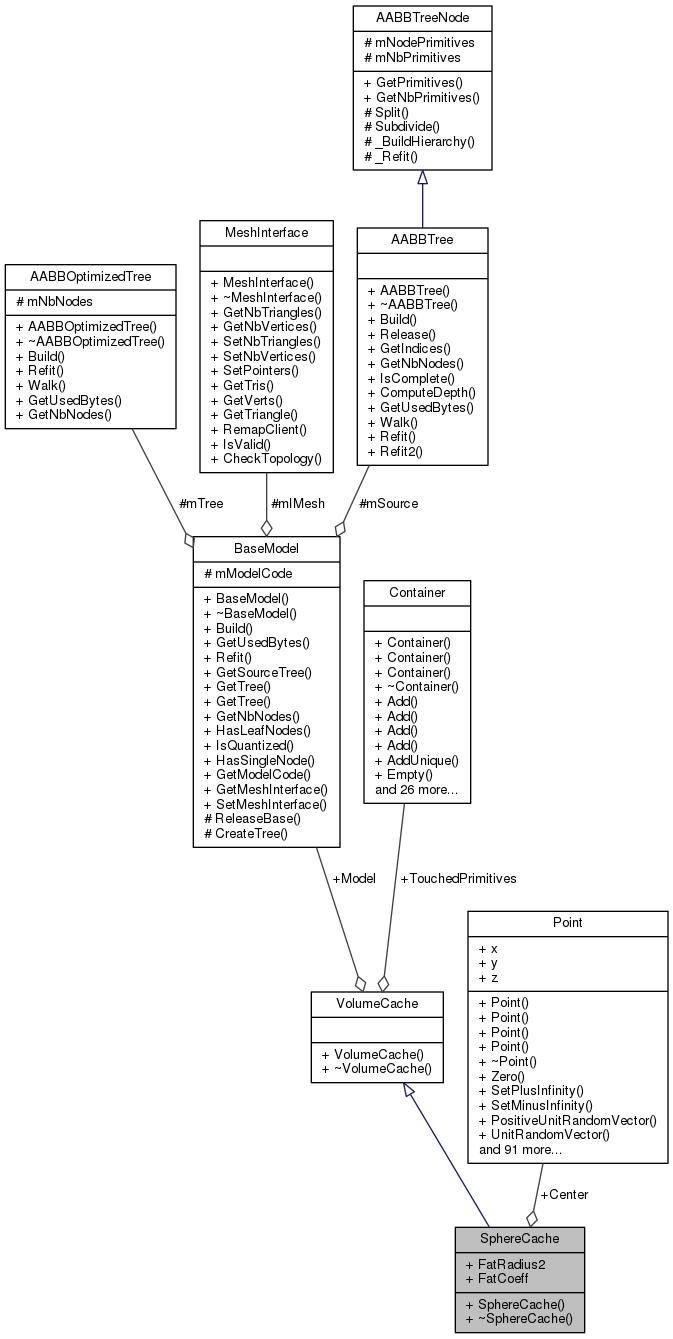 AABBTreeNode
# mNodePrimitives
# mNbPrimitives
+ GetPrimitives()
+ GetNbPrimitives()
# Split()
# Subdivide()
# _BuildHierarchy()
# _Refit()
MeshInterface
+ MeshInterface()
+ ~MeshInterface()
+ GetNbTriangles()
+ GetNbVertices()
+ SetNbTriangles()
+ SetNbVertices()
+ SetPointers()
+ GetTris()
+ GetVerts()
+ GetTriangle()
+ RemapClient()
+ IsValid()
+ CheckTopology()
AABBTree
+ AABBTree()
+ ~AABBTree()
+ Build()
+ Release()
+ GetIndices()
+ GetNbNodes()
+ IsComplete()
+ ComputeDepth()
+ GetUsedBytes()
+ Walk()
+ Refit()
+ Refit2()
AABBOptimizedTree
# mNbNodes
+ AABBOptimizedTree()
+ ~AABBOptimizedTree()
+ Build()
+ Refit()
+ Walk()
+ GetUsedBytes()
+ GetNbNodes()
#mTree
#mIMesh
#mSource
BaseModel
# mModelCode
+ BaseModel()
+ ~BaseModel()
+ Build()
+ GetUsedBytes()
+ Refit()
+ GetSourceTree()
+ GetTree()
+ GetTree()
+ GetNbNodes()
+ HasLeafNodes()
+ IsQuantized()
+ HasSingleNode()
+ GetModelCode()
+ GetMeshInterface()
+ SetMeshInterface()
# ReleaseBase()
# CreateTree()
Container
+ Container()
+ Container()
+ Container()
+ ~Container()
+ Add()
+ Add()
+ Add()
+ Add()
+ AddUnique()
+ Empty()
and 26 more...
+Model
+TouchedPrimitives
Point
+ x
+ y
+ z
+ Point()
+ Point()
+ Point()
+ Point()
+ ~Point()
+ Zero()
+ SetPlusInfinity()
+ SetMinusInfinity()
+ PositiveUnitRandomVector()
+ UnitRandomVector()
and 91 more...
VolumeCache
+ VolumeCache()
+ ~VolumeCache()
+Center
SphereCache
+ FatRadius2
+ FatCoeff
+ SphereCache()
+ ~SphereCache()